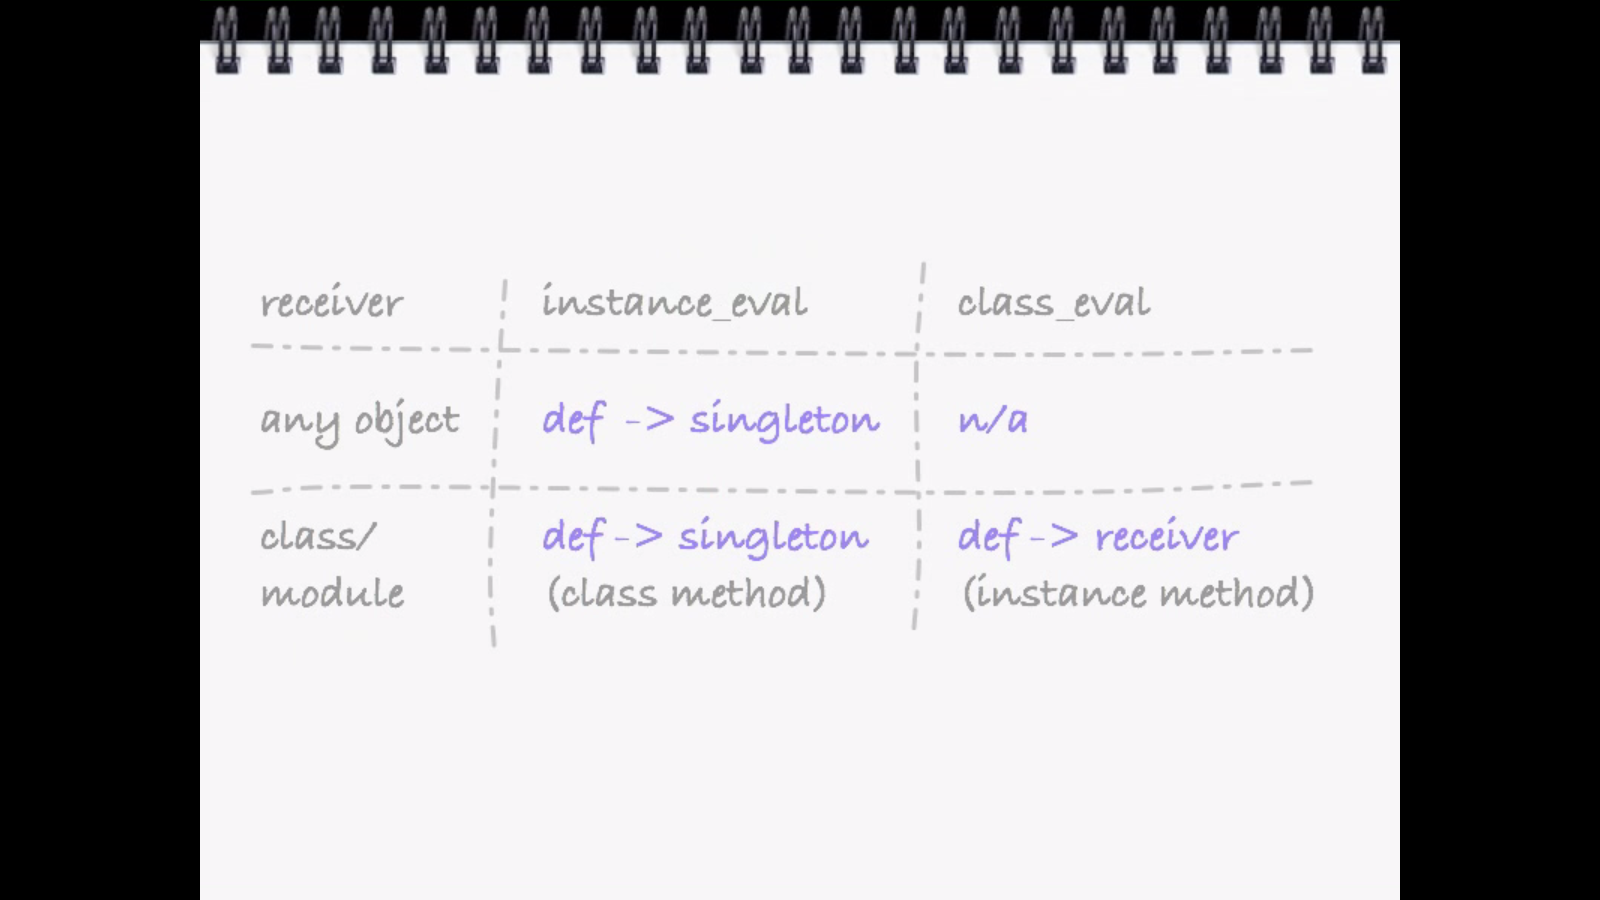 receiver instance_eval class_eval
any object def -> singleton n/a
class/ def -> singleton def -> receiver
module (class method) (instance method)